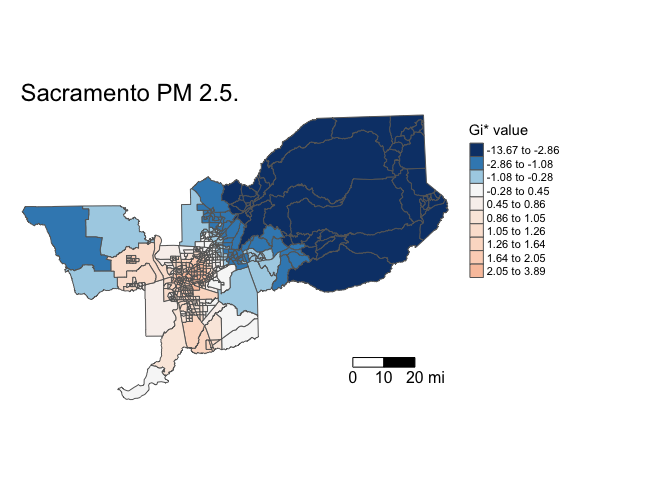 Sacramento PM 2.5.
Gi* value
-13.67 to -2.86
-2.86 to -1.08
-1.08 to -0.28
-0.28 to 0.45
0.45 to 0.86
0.86 to 1.05
1.05 to 1.26
1.26 to 1.64
1.64 to 2.05
2.05 to 3.89
0 10 20 mi